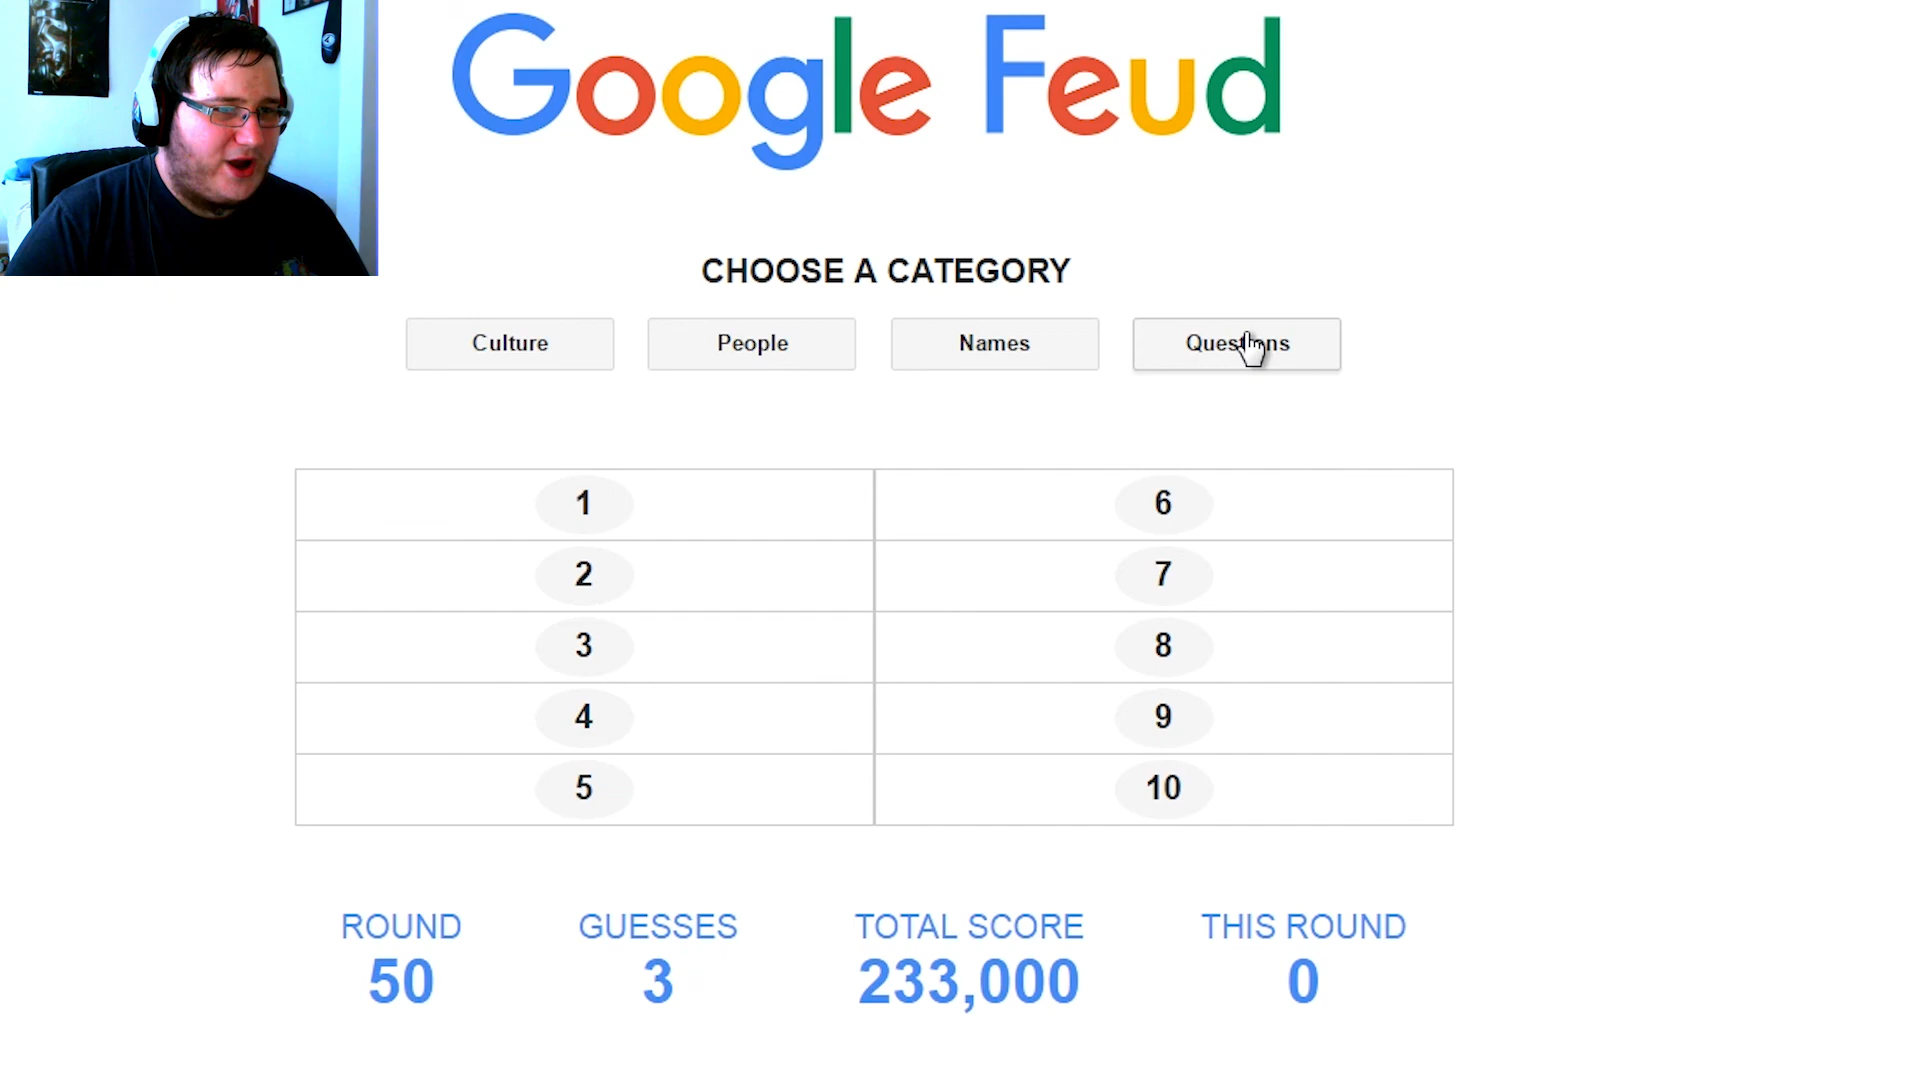 Google Feud
CHOOSE A CATEGORY
Culture People Names Questions
1 6
2 7
3 8
4 9
5 10
ROUND GUESSES TOTAL SCORE THIS ROUND
50 3 233,000 0